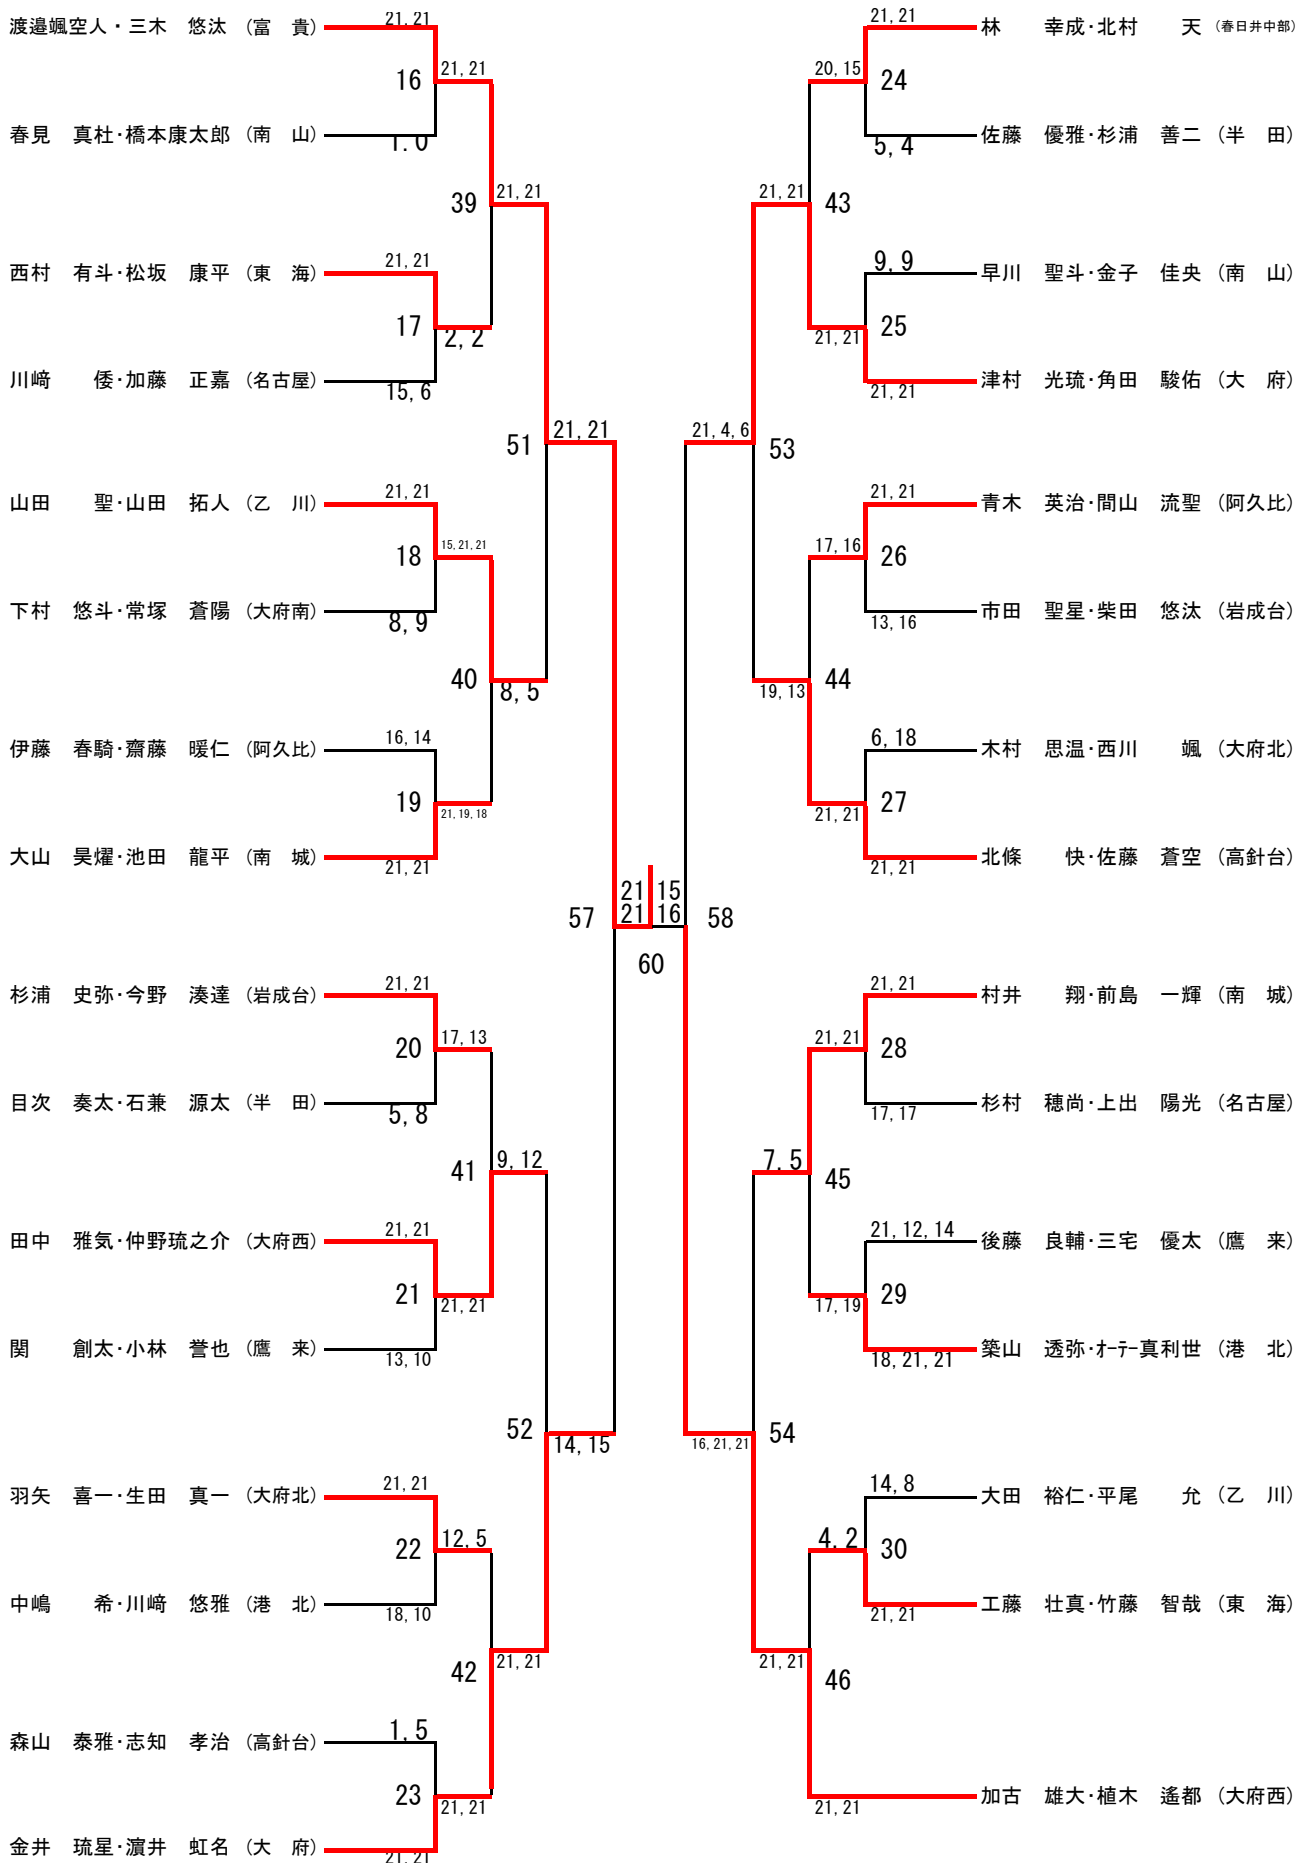 渡邉颯空人・三木　悠汰（富　貴）
21, 21
16
21, 21
春見　真杜・橋本康太郎（南　山）
1. 0
39
21, 21
西村　有斗・松坂　康平（東　海）
21, 21
17
2, 2
川﨑　　倭・加藤　正嘉（名古屋）
15, 6
51
21, 21
山田　　聖・山田　拓人（乙　川）
21, 21
18
15, 21, 21
下村　悠斗・常塚　蒼陽（大府南）
8, 9
40
8, 5
伊藤　春騎・齋藤　暖仁（阿久比）
16, 14
19
21, 19, 18
大山　昊燿・池田　龍平（南　城）
21, 21
57
21 15
21 16
58
60
杉浦　史弥・今野　湊達（岩成台）
21, 21
20
17, 13
目次　奏太・石兼　源太（半　田）
5, 8
41
9, 12
田中　雅気・仲野琉之介（大府西）
21, 21
21
21, 21
関　　創太・小林　誉也（鷹　来）
13, 10
52
14, 15
羽矢　喜一・生田　真一（大府北）
21, 21
22
12, 5
中嶋　　希・川﨑　悠雅（港　北）
18, 10
42
21, 21
森山　泰雅・志知　孝治（高針台）
1, 5
23
21, 21
金井　琉星・濵井　虹名（大　府）
21, 21
21, 21
林　　幸成・北村　　天（春日井中部）
20, 15
24
5, 4
佐藤　優雅・杉浦　善二（半　田）
21, 21
43
9, 9
早川　聖斗・金子　佳央（南　山）
25
21, 21
21, 21
津村　光琉・角田　駿佑（大　府）
21, 4, 6
53
21, 21
青木　英治・間山　流聖（阿久比）
17, 16
26
13, 16
市田　聖星・柴田　悠汰（岩成台）
19, 13
44
6, 18
木村　思温・西川　　颯（大府北）
27
21, 21
21, 21
北條　　快・佐藤　蒼空（高針台）
21, 21
村井　　翔・前島　一輝（南　城）
21, 21
28
17, 17
杉村　穂尚・上出　陽光（名古屋）
7, 5
45
21, 12, 14
後藤　良輔・三宅　優太（鷹　来）
29
17, 19
18, 21, 21
築山　透弥・ｵｰﾃｰ真利世（港　北）
16, 21, 21
54
14, 8
大田　裕仁・平尾　　允（乙　川）
4, 2
30
21, 21
工藤　壮真・竹藤　智哉（東　海）
21, 21
46
21, 21
加古　雄大・植木　遙都（大府西）